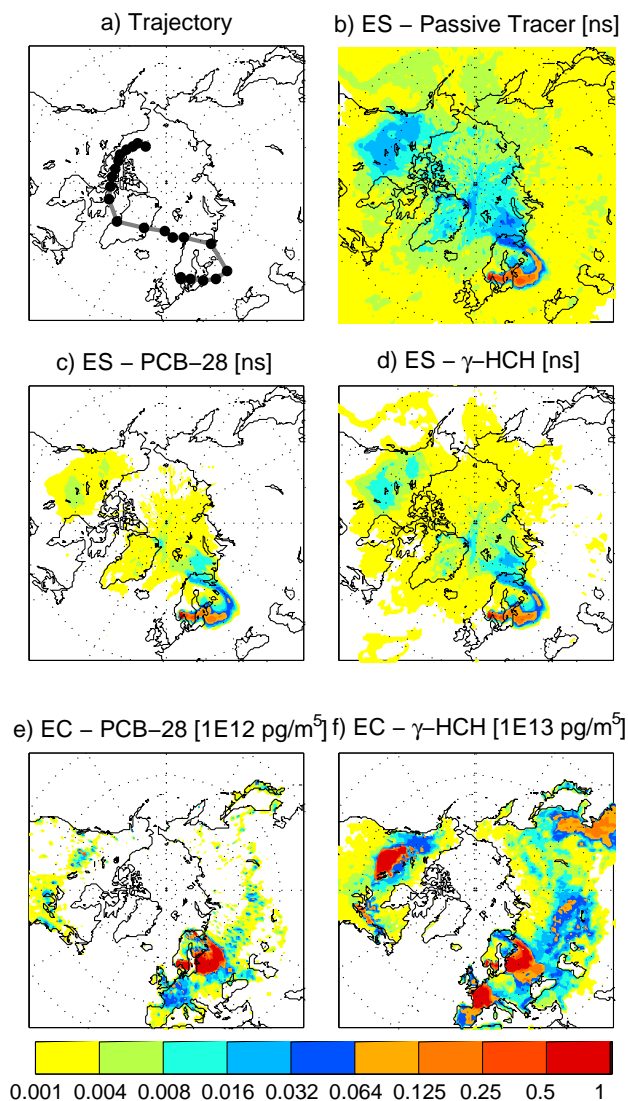 a) Trajectory
b) ES − Passive Tracer [ns]
c) ES − PCB−28 [ns]
d) ES − γ−HCH [ns]
e) EC − PCB−28 [1E12 pg/m⁵]
f) EC − γ−HCH [1E13 pg/m⁵]
0.001 0.004 0.008 0.016 0.032 0.064 0.125 0.25 0.5 1